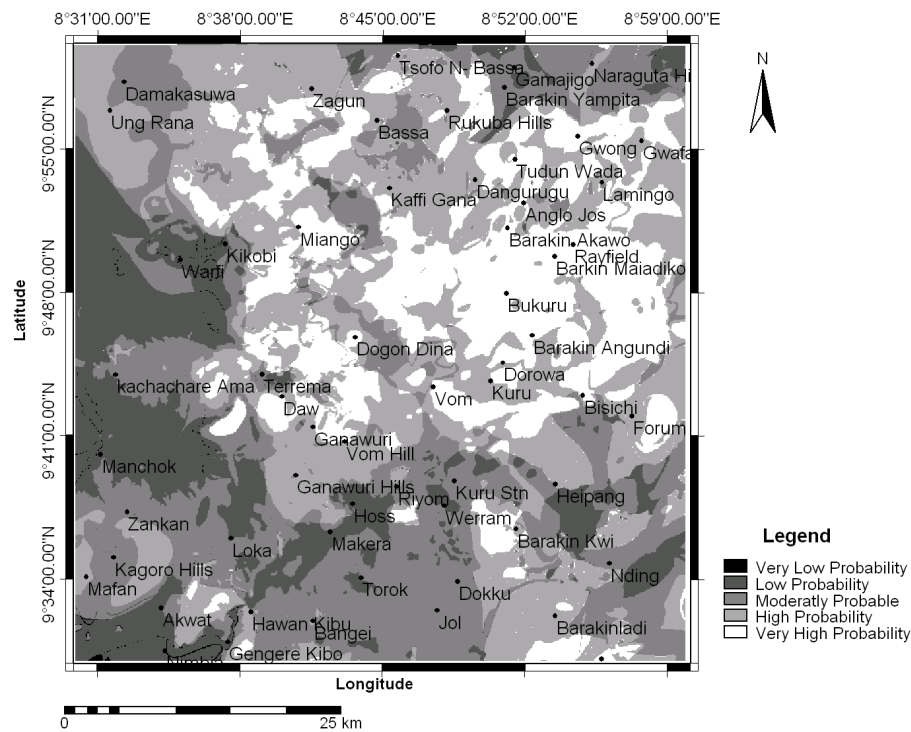 8°31'00.00"E 8°38'00.00"E 8°45'00.00"E 8°52'00.00"E 8°59'00.00"E
N
Tsofo N- Bassa
Gamajigo
Naraguta Hi
Damakasuwa
Zagun
Barakin Yampita
Ung Rana
Bassa
Rukuba Hills
Gwong
Gwafa
9°55'00.00"N
Tudun Wada
Kaffi Gana
Dangurugu
Lamingo
Anglo Jos
Miango
Barakin Akawo
Kikobi
Rayfield
Warfi
Barkin Maiadiko
9°48'00.00"N
Bukuru
Latitude
Dogon Dina
Barakin Angundi
Dorowa
kachachare Ama
Terrema
Vom
Kuru
Daw
Bisichi
Forum
9°41'00.00"N
Ganawuri
Vom Hill
Manchok
Ganawuri Hills
Riyom
Kuru Stn
Heipang
Zankan
Hoss
Werram
Loka
Makera
Barakin Kwi
Kagoro Hills
Nding
9°34'00.00"N
Mafan
Torok
Dokku
Akwat
Hawan Kibu
Bangei
Jol
Barakinladi
Gengere Kibo
Longitude
0 25 km
Legend
Very Low Probability
Low Probability
Moderatly Probable
High Probability
Very High Probability